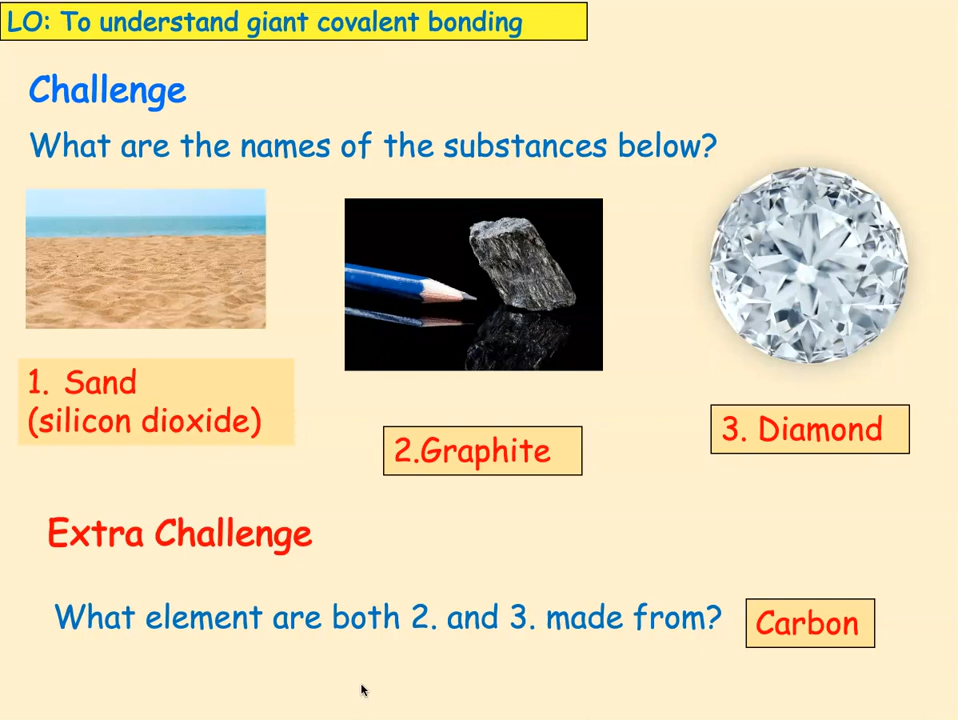 LO: To understand giant covalent bonding
Challenge
What are the names of the substances below?
1. Sand
(silicon dioxide)
2.Graphite
3. Diamond
Extra Challenge
What element are both 2. and 3. made from?
Carbon